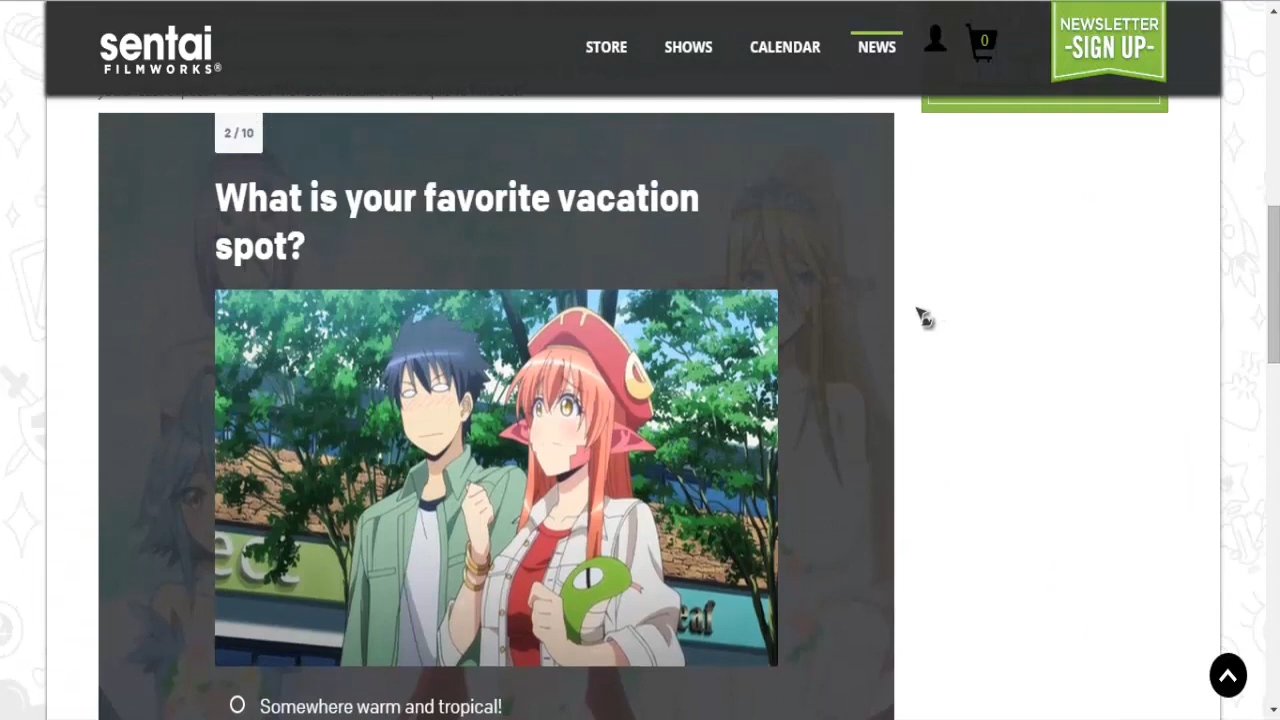 sentai
FILMWORKS®
STORE
SHOWS
CALENDAR
NEWS
0
NEWSLETTER
-SIGN UP-
2 / 10
What is your favorite vacation
spot?
ect
Somewhere warm and tropical!